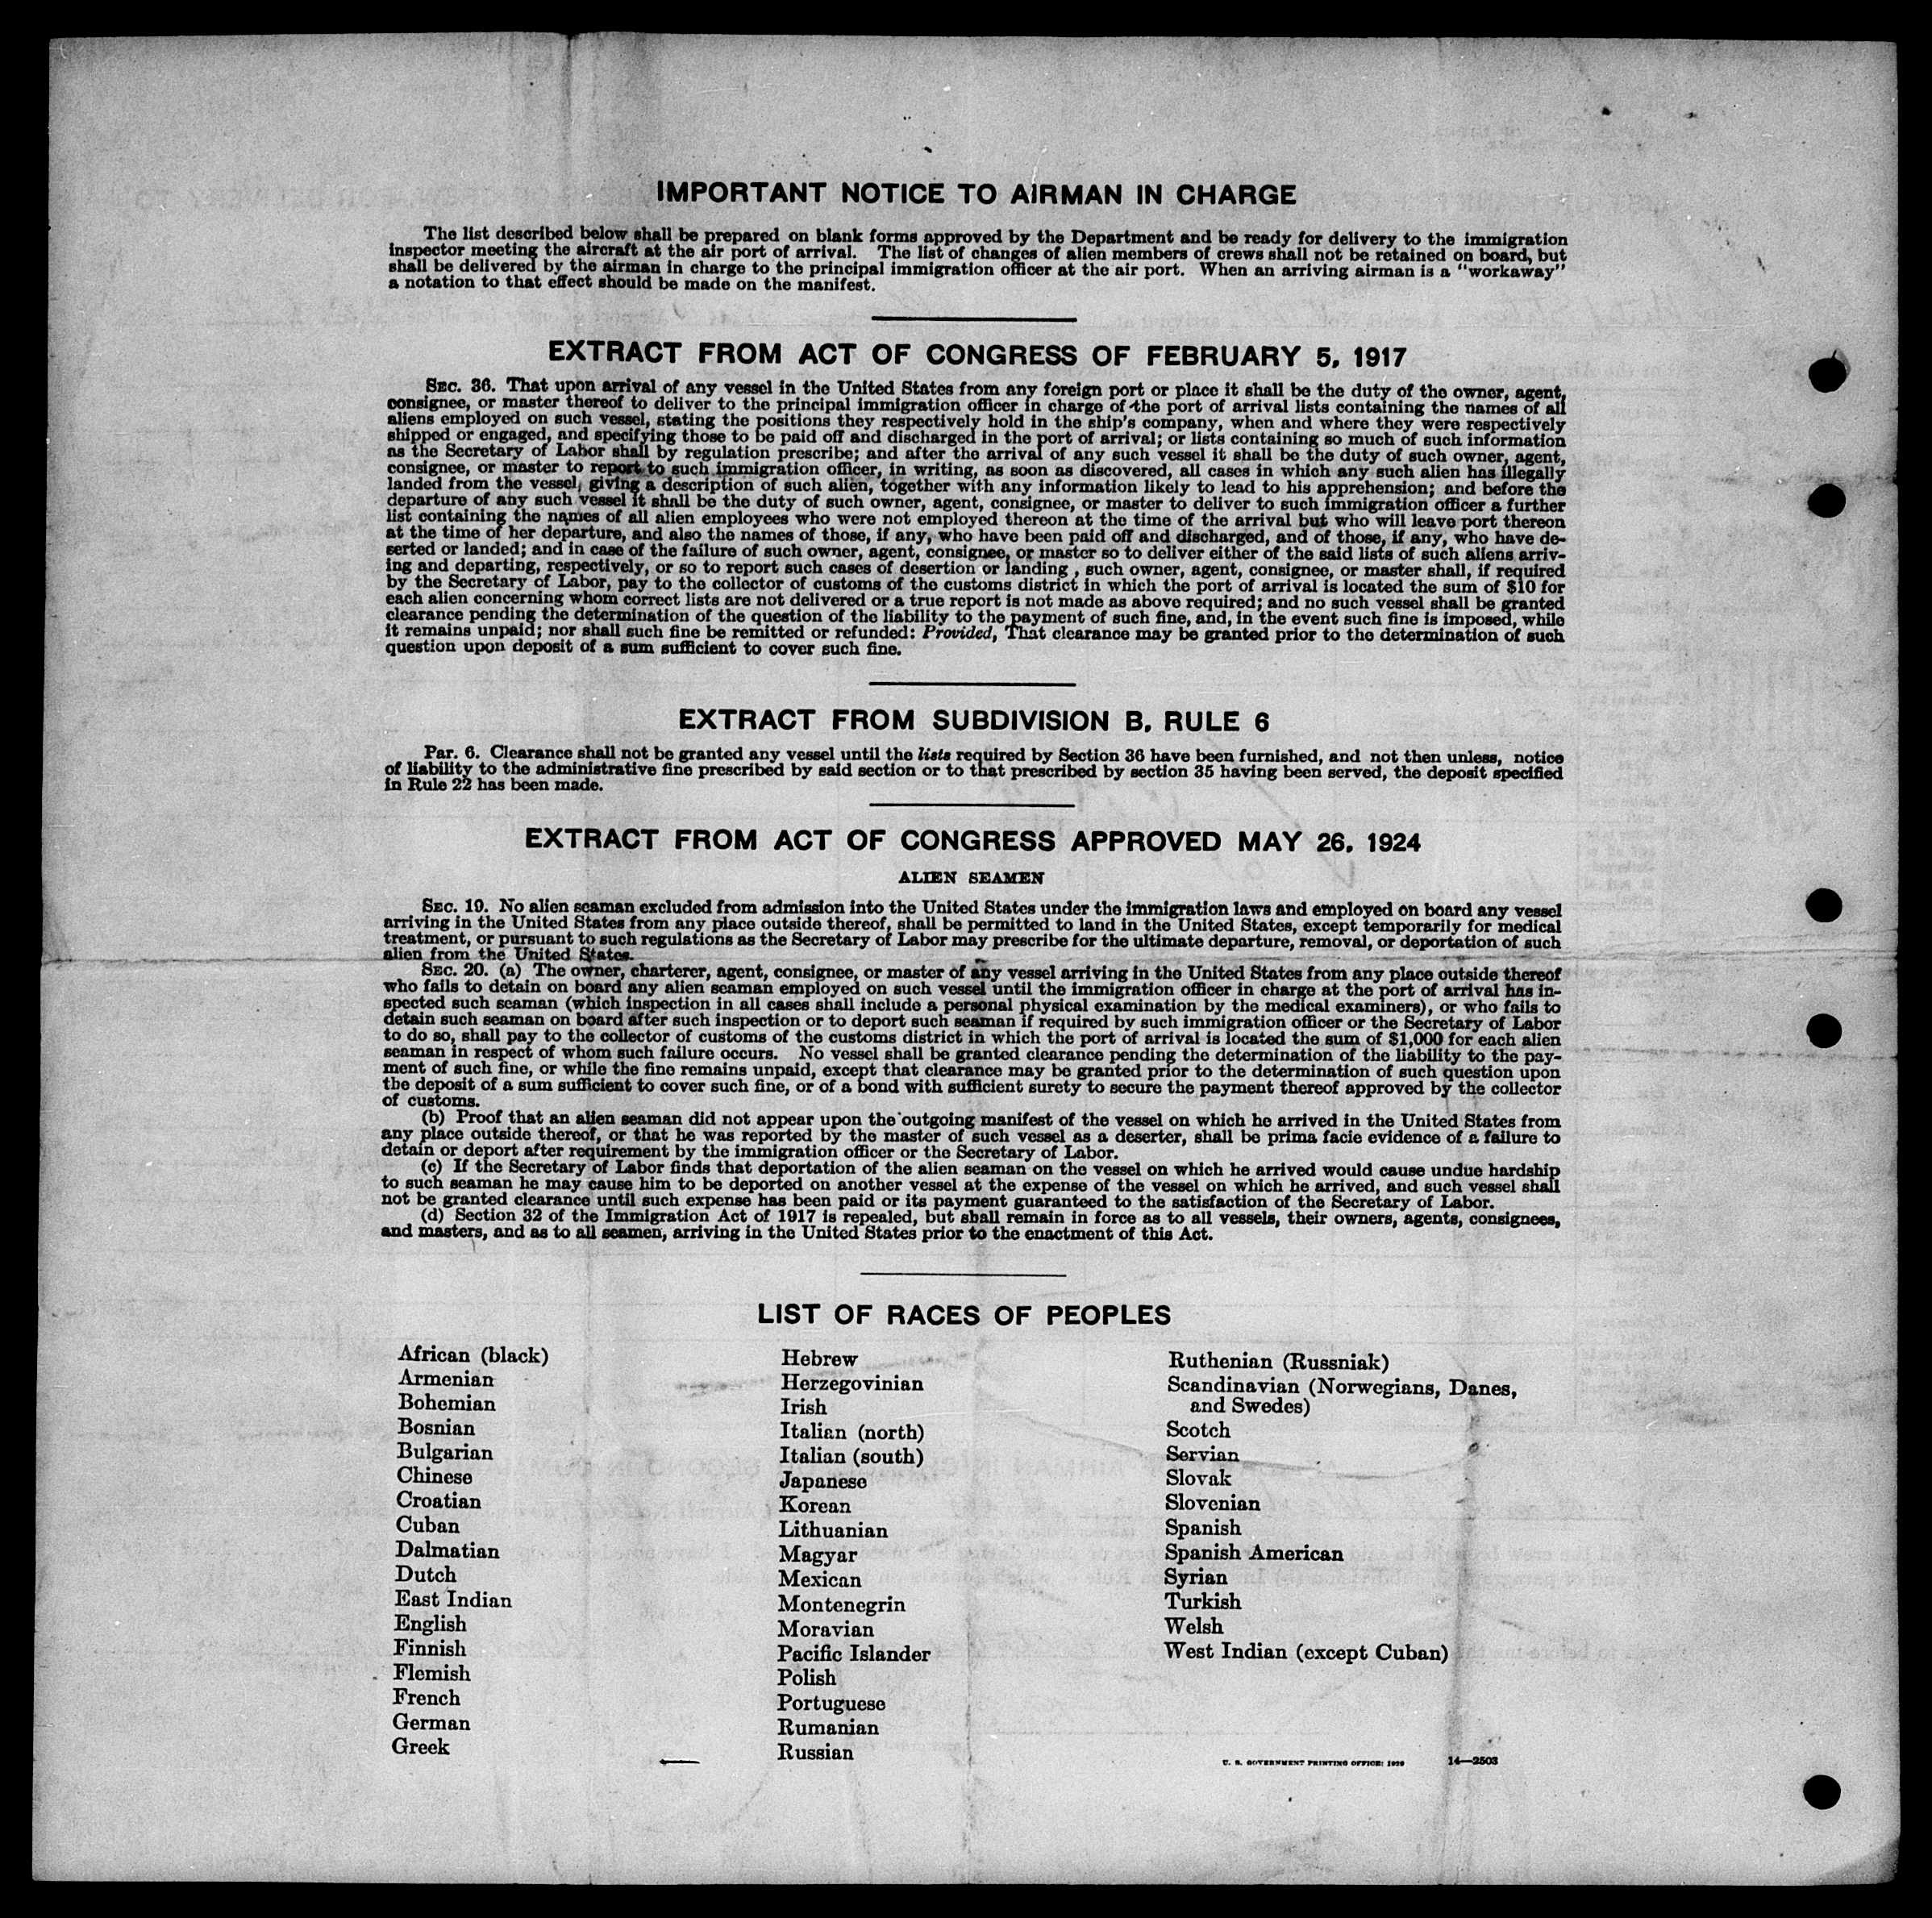 IMPORTANT NOTICE TO AIRMAN IN CHARGE
The list described below shall be prepared on blank forms approved by the Department and be ready for delivery to the immigration
inspector meeting the aircraft at the air port of arrival. The list of changes of alien members of crews shall not be retained on board, but
shall be delivered by the airman in charge to the principal immigration officer at the air port. When an arriving airman is a "workaway"
a notation to that effect should be made on the manifest.
EXTRACT FROM ACT OF CONGRESS OF FEBRUARY 5, 1917
SEC. 36. That upon arrival of any vessel in the United States from any foreign port or place it shall be the duty of the owner, agent,
consignee, or master thereof to deliver to the principal immigration officer in charge of the port of arrival lists containing the names of all
aliens employed on such vessel, stating the positions they respectively hold in the ship's company, when and where they were respectively
shipped or engaged, and specifying those to be paid off and discharged in the port of arrival; or lists containing so much of such information
as the Secretary of Labor shall by regulation prescribe; and after the arrival of any such vessel it shall be the duty of such owner, agent,
consignee, or master to report to such immigration officer, in writing, as soon as discovered, all cases in which any such alien has illegally
landed from the vessel, giving a description of such alien, together with any information likely to lead to his apprehension; and before the
departure of any such vessel it shall be the duty of such owner, agent, consignee, or master to deliver to such immigration officer a further
list containing the names of all alien employees who were not employed thereon at the time of the arrival but who will leave port thereon
at the time of her departure, and also the names of those, if any, who have been paid off and discharged, and of those, if any, who have de-
serted or landed; and in case of the failure of such owner, agent, consignee, or master so to deliver either of the said lists of such aliens arriv-
ing and departing, respectively, or so to report such cases of desertion or landing , such owner, agent, consignee, or master shall, if required
by the Secretary of Labor, pay to the collector of customs of the customs district in which the port of arrival is located the sum of $10 for
each alien concerning whom correct lists are not delivered or a true report is not made as above required; and no such vessel shall be granted
clearance pending the determination of the question of the liability to the payment of such fine, and, in the event such fine is imposed, while
it remains unpaid; nor shall such fine be remitted or refunded: Provided, That clearance may be granted prior to the determination of such
question upon deposit of a sum sufficient to cover such fine.
EXTRACT FROM SUBDIVISION B, RULE 6
Par. 6. Clearance shall not be granted any vessel until the lists required by Section 36 have been furnished, and not then unless, notice
of liability to the administrative fine prescribed by said section or to that prescribed by section 35 having been served, the deposit specified
in Rule 22 has been made.
EXTRACT FROM ACT OF CONGRESS APPROVED MAY 26, 1924
ALIEN SEAMEN
SEC. 19. No alien seaman excluded from admission into the United States under the immigration laws and employed on board any vessel
arriving in the United States from any place outside thereof, shall be permitted to land in the United States, except temporarily for medical
treatment, or pursuant to such regulations as the Secretary of Labor may prescribe for the ultimate departure, removal, or deportation of such
alien from the United States.
SEC. 20. (a) The owner, charterer, agent, consignee, or master of any vessel arriving in the United States from any place outside thereof
who fails to detain on board any alien seaman employed on such vessel until the immigration officer in charge at the port of arrival has in-
spected such seaman (which inspection in all cases shall include a personal physical examination by the medical examiners), or who fails to
detain such seaman on board after such inspection or to deport such seaman if required by such immigration officer or the Secretary of Labor
to do so, shall pay to the collector of customs of the customs district in which the port of arrival is located the sum of $1,000 for each alien
seaman in respect of whom such failure occurs. No vessel shall be granted clearance pending the determination of the liability to the pay-
ment of such fine, or while the fine remains unpaid, except that clearance may be granted prior to the determination of such question upon
the deposit of a sum sufficient to cover such fine, or of a bond with sufficient surety to secure the payment thereof approved by the collector
of customs.
(b) Proof that an alien seaman did not appear upon the outgoing manifest of the vessel on which he arrived in the United States from
any place outside thereof, or that he was reported by the master of such vessel as a deserter, shall be prima facie evidence of a failure to
detain or deport after requirement by the immigration officer or the Secretary of Labor.
(c) If the Secretary of Labor finds that deportation of the alien seaman on the vessel on which he arrived would cause undue hardship
to such seaman he may cause him to be deported on another vessel at the expense of the vessel on which he arrived, and such vessel shall
not be granted clearance until such expense has been paid or its payment guaranteed to the satisfaction of the Secretary of Labor.
(d) Section 32 of the Immigration Act of 1917 is repealed, but shall remain in force as to all vessels, their owners, agents, consignees,
and masters, and as to all seamen, arriving in the United States prior to the enactment of this Act.
LIST OF RACES OF PEOPLES
African (black)
Armenian
Bohemian
Bosnian
Bulgarian
Chinese
Croatian
Cuban
Dalmatian
Dutch
East Indian
English
Finnish
Flemish
French
German
Greek
Hebrew
Herzegovinian
Irish
Italian (north)
Italian (south)
Japanese
Korean
Lithuanian
Magyar
Mexican
Montenegrin
Moravian
Pacific Islander
Polish
Portuguese
Rumanian
Russian
Ruthenian (Russniak)
Scandinavian (Norwegians, Danes,
and Swedes)
Scotch
Servian
Slovak
Slovenian
Spanish
Spanish American
Syrian
Turkish
Welsh
West Indian (except Cuban)
U. S. GOVERNMENT PRINTING OFFICE: 1929 14—2503